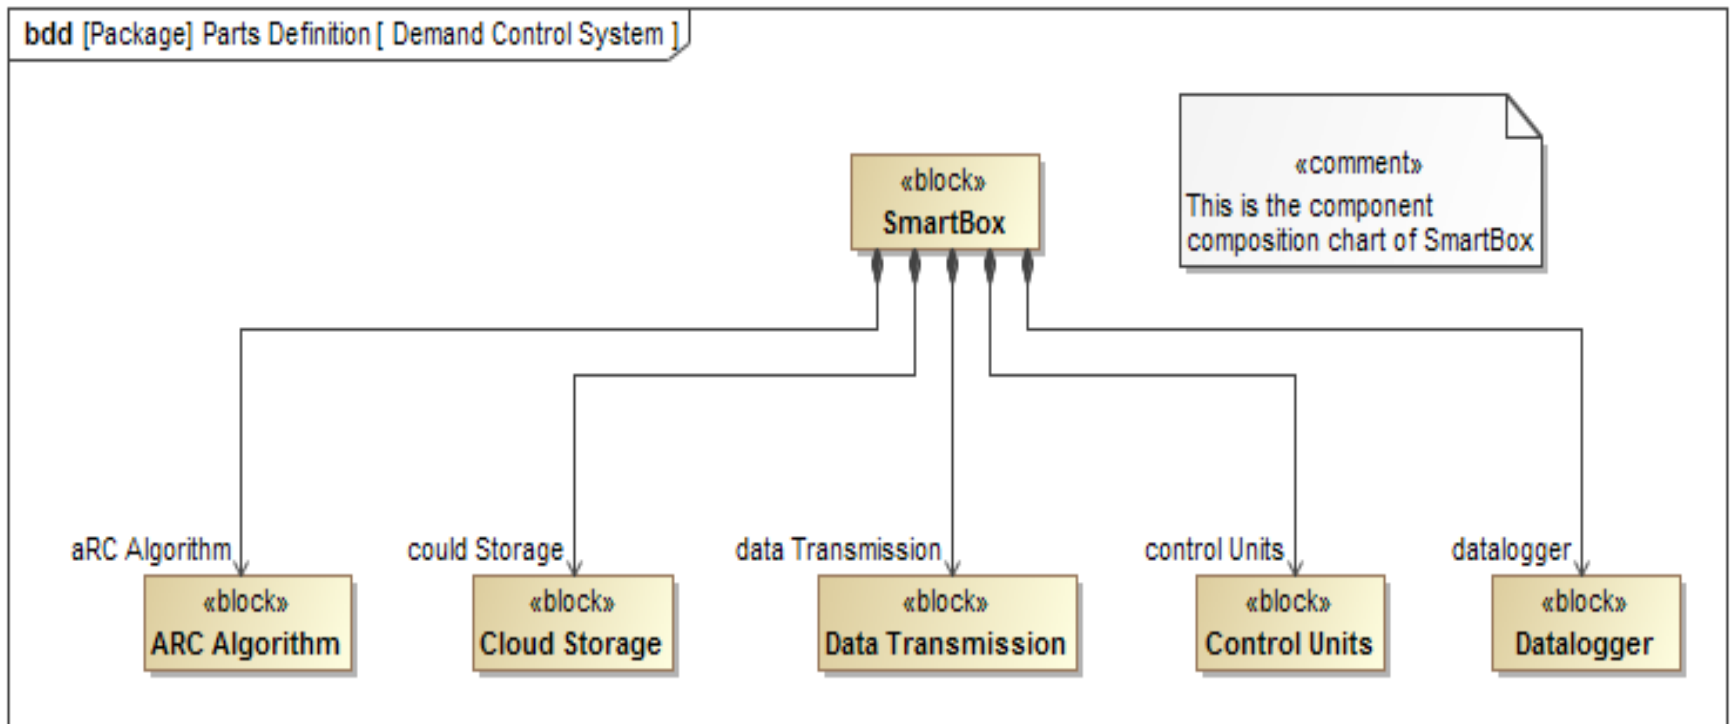 bdd [Package] Parts Definition [ Demand Control System ]
«comment»
This is the component
composition chart of SmartBox
«block»
SmartBox
aRC Algorithm
could Storage
data Transmission
control Units
datalogger
«block»
ARC Algorithm
«block»
Cloud Storage
«block»
Data Transmission
«block»
Control Units
«block»
Datalogger